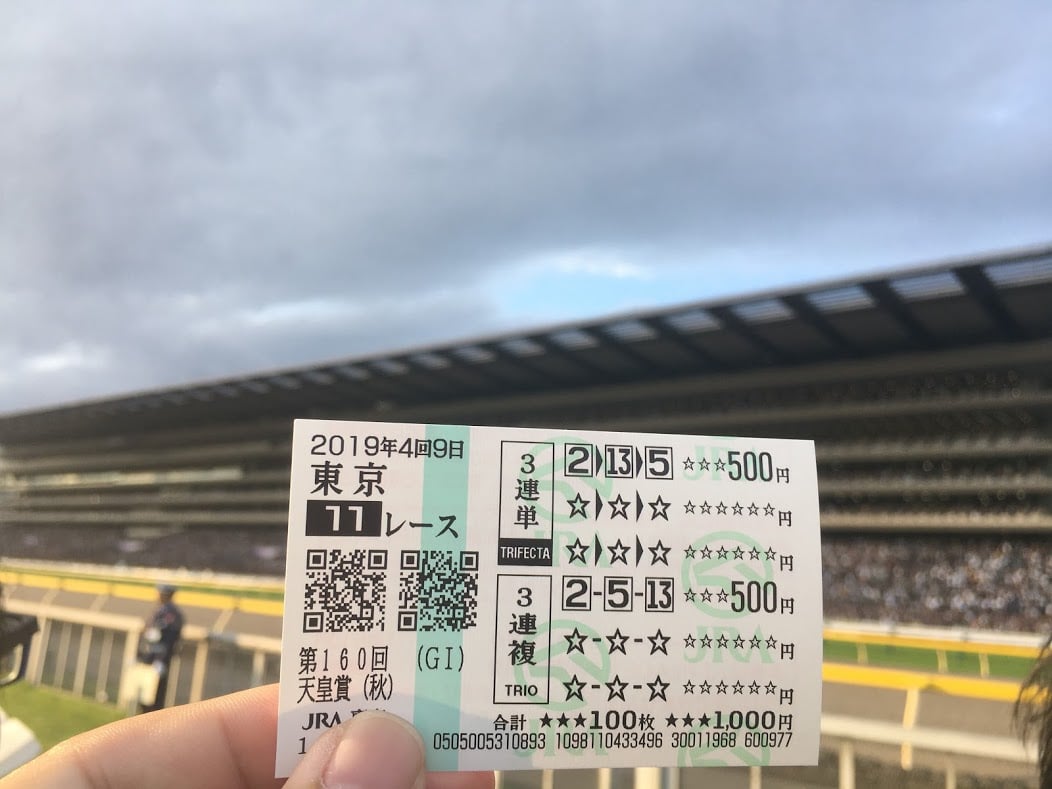 2019年4回9日
東京
11レース
第160回 (GI)
天皇賞(秋)
JRA
1
3連単
TRIFECTA
2▶13▶5 ☆☆☆500円
☆▶☆▶☆ ☆☆☆☆☆☆円
☆▶☆▶☆ ☆☆☆☆☆☆円
3連複
TRIO
2-5-13 ☆☆☆500円
☆-☆-☆ ☆☆☆☆☆☆円
☆-☆-☆ ☆☆☆☆☆☆円
合計 ★★★100枚 ★★★1,000円
0505005310893 1098110433496 30011968 600977